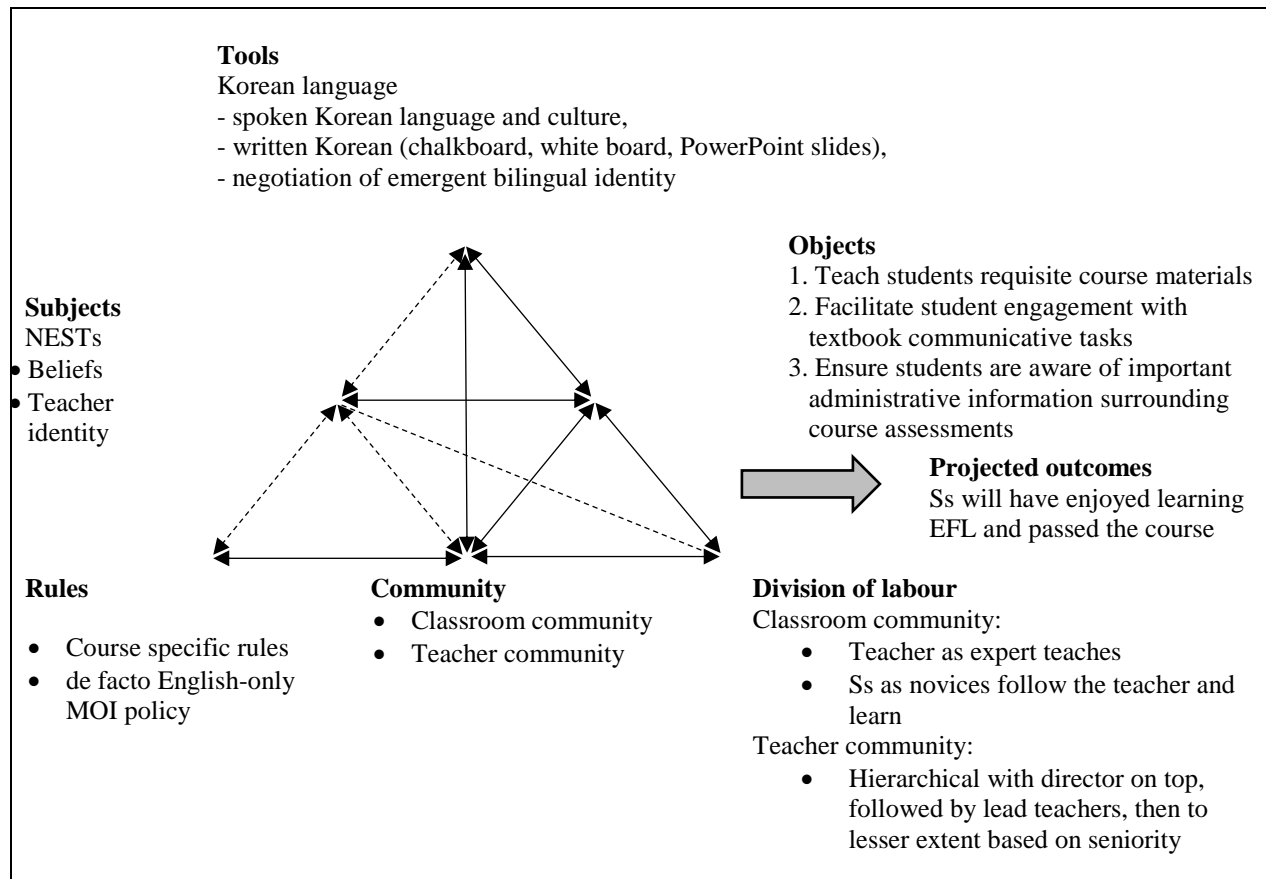 Tools
Korean language
- spoken Korean language and culture,
- written Korean (chalkboard, white board, PowerPoint slides),
- negotiation of emergent bilingual identity
Subjects
NESTs
• Beliefs
• Teacher
identity
Objects
1. Teach students requisite course materials
2. Facilitate student engagement with
textbook communicative tasks
3. Ensure students are aware of important
administrative information surrounding
course assessments
Projected outcomes
Ss will have enjoyed learning
EFL and passed the course
Rules
• Course specific rules
• de facto English-only
MOI policy
Community
• Classroom community
• Teacher community
Division of labour
Classroom community:
• Teacher as expert teaches
• Ss as novices follow the teacher and
learn
Teacher community:
• Hierarchical with director on top,
followed by lead teachers, then to
lesser extent based on seniority